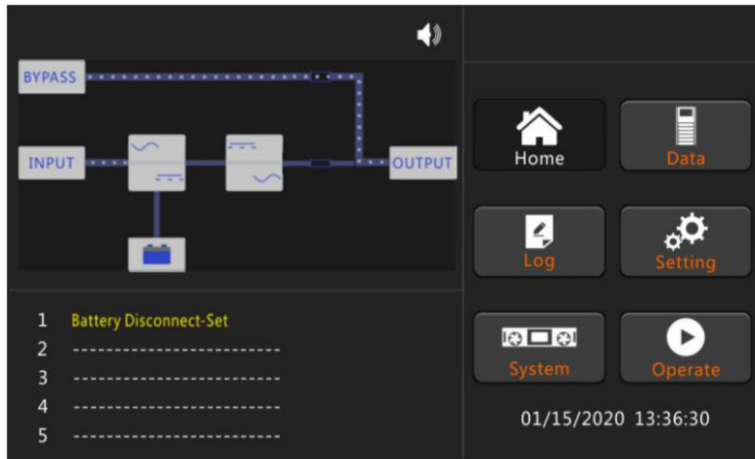 BYPASS
INPUT
OUTPUT
1 Battery Disconnect-Set
2 --------------------------
3 --------------------------
4 --------------------------
5 --------------------------
Home
Data
Log
Setting
System
Operate
01/15/2020 13:36:30